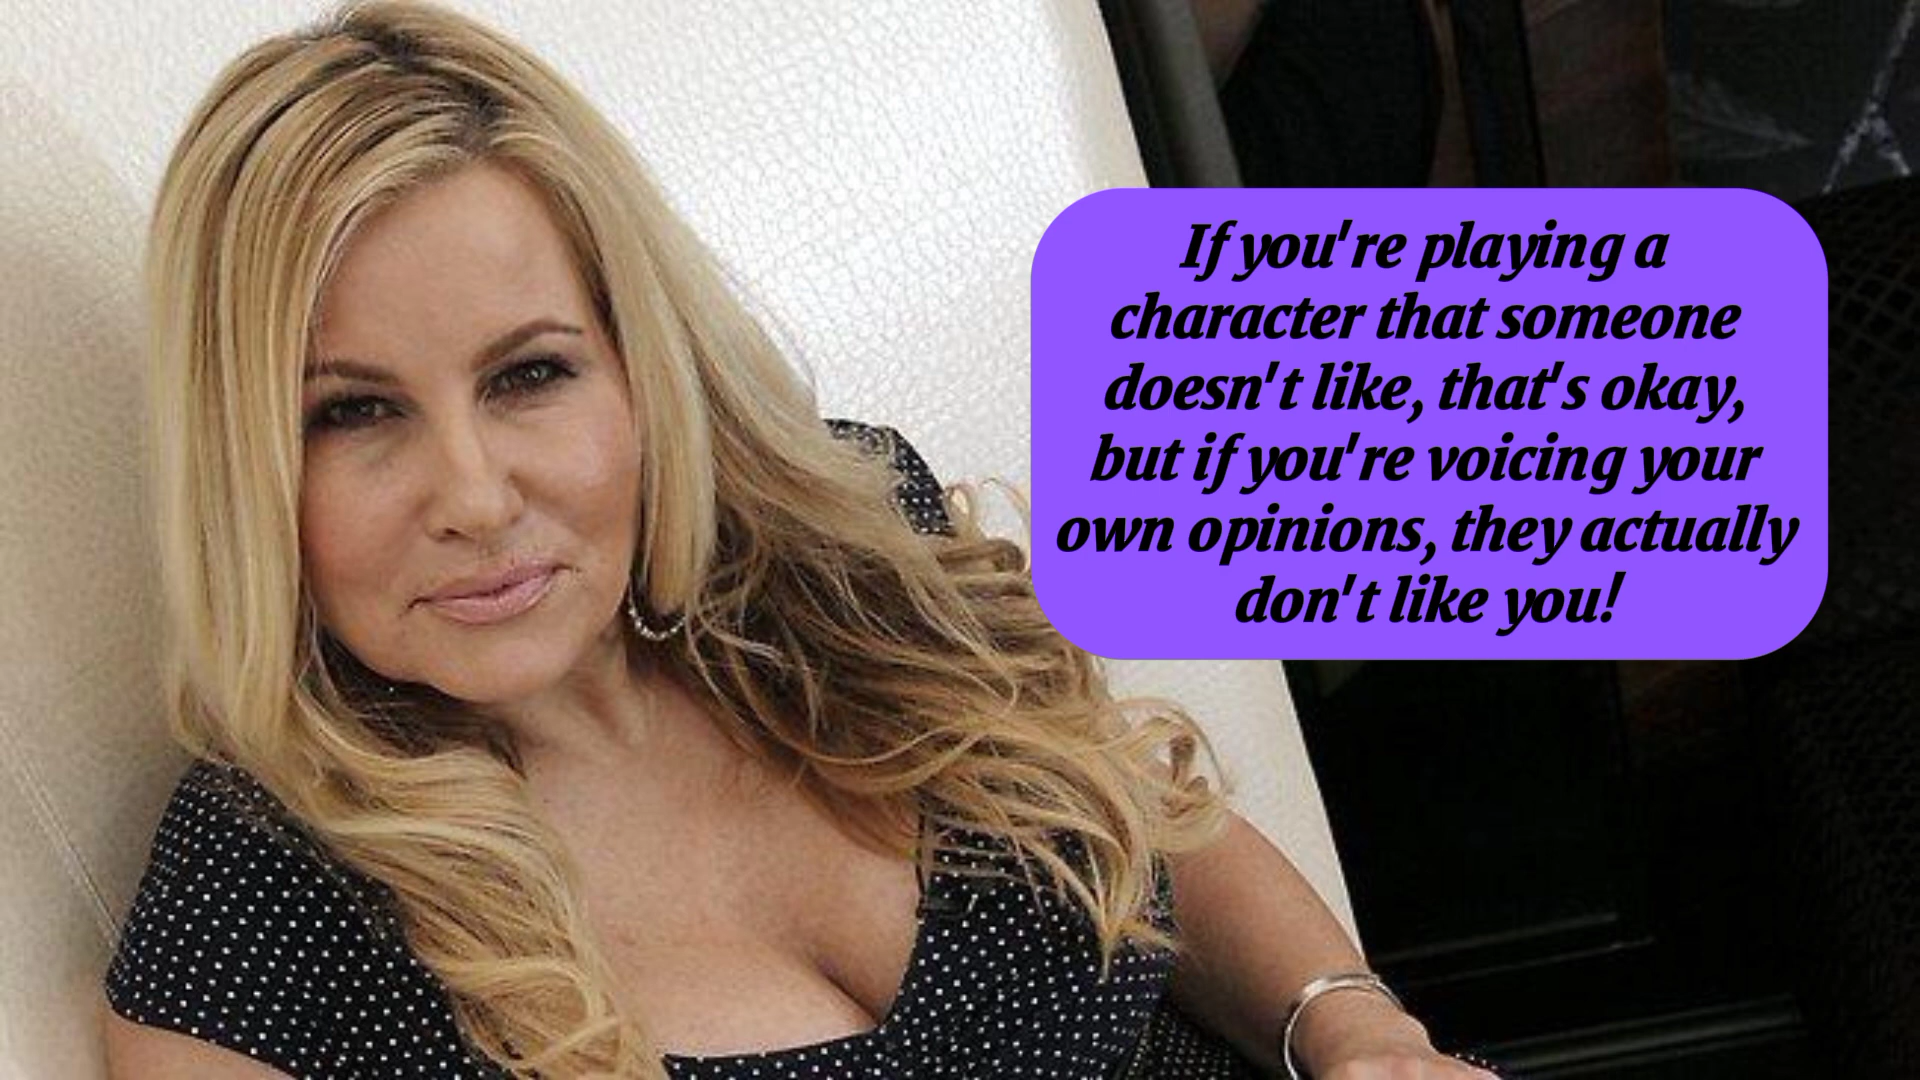 If you're playing a
character that someone
doesn't like, that's okay,
but if you're voicing your
own opinions, they actually
don't like you!